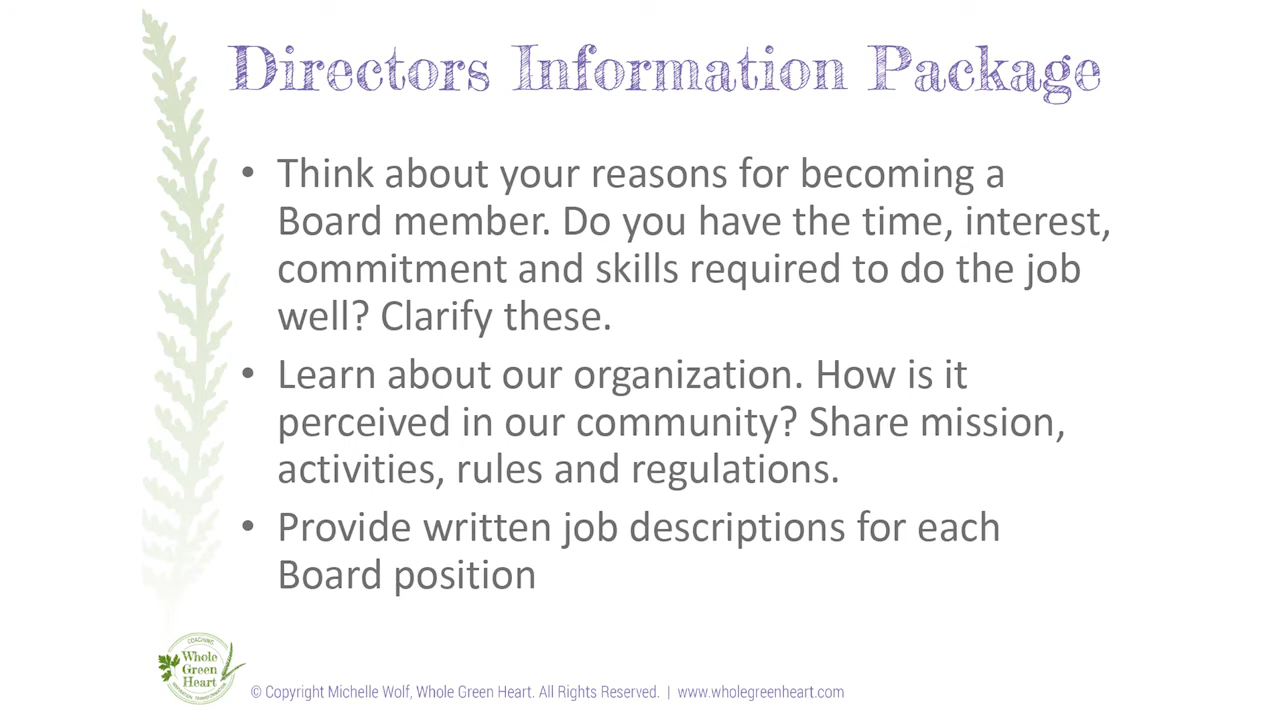 Directors Information Package
• Think about your reasons for becoming a
Board member. Do you have the time, interest,
commitment and skills required to do the job
well? Clarify these.
• Learn about our organization. How is it
perceived in our community? Share mission,
activities, rules and regulations.
• Provide written job descriptions for each
Board position
COACHING
Whole
Green
Heart
© Copyright Michelle Wolf, Whole Green Heart. All Rights Reserved. | www.wholegreenheart.com